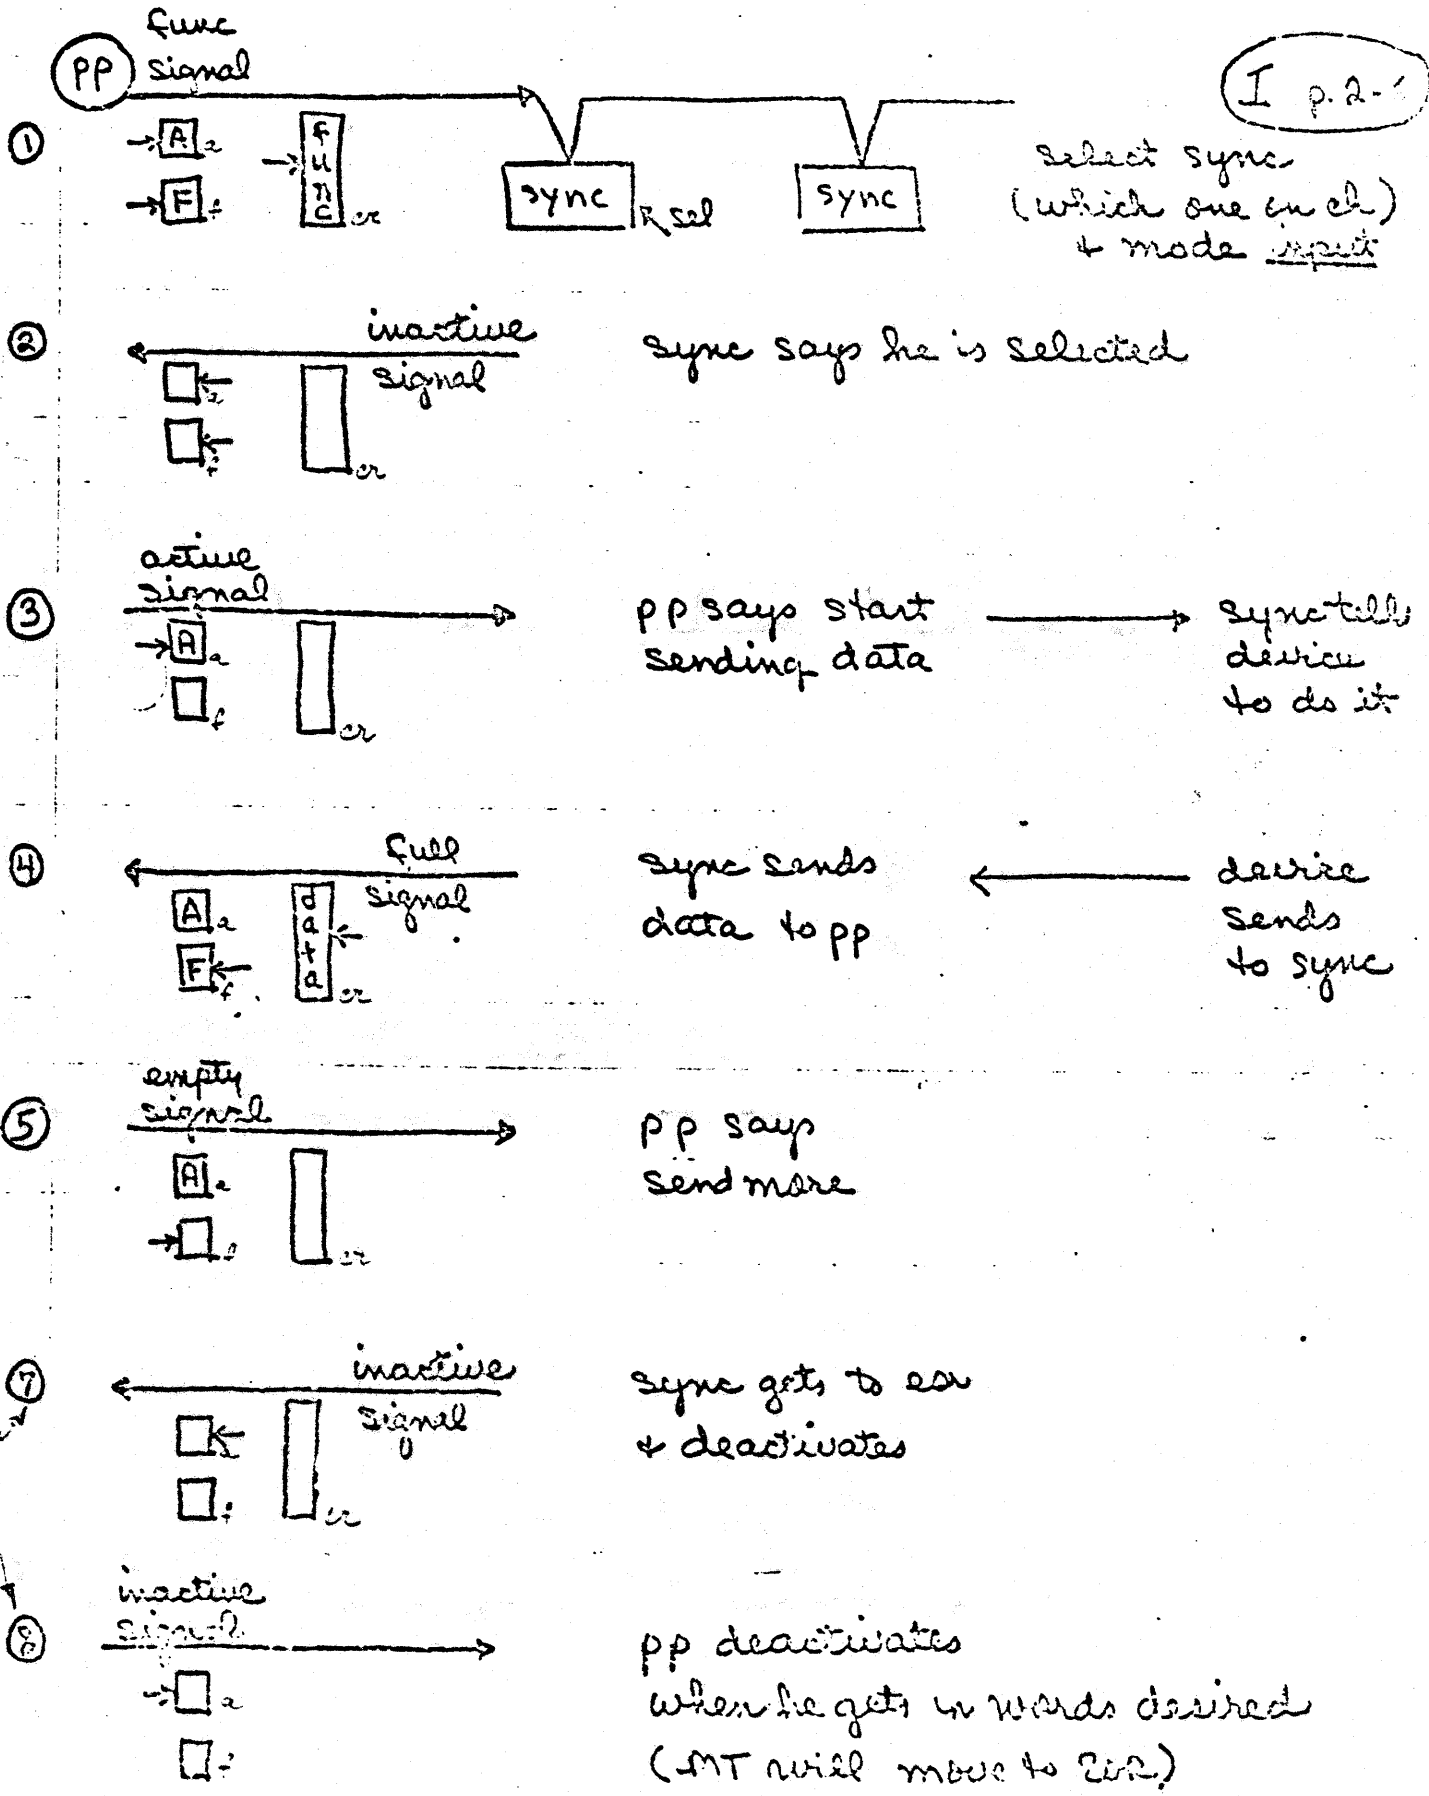 func
PP signal
I p. 2-
① A a
func
cr
F f
sync
sel
sync
select sync
(which one on ch)
+ mode input
② inactive
signal
a
f
cr
sync says he is selected
active
signal
③ A a
f
cr
pp says start
sending data
sync tells
device
to do it
④ full
signal
A a
F f
data
cr
sync sends
data to pp
device
sends
to sync
empty
signal
⑤ A a
f
cr
pp says
send more
⑦ inactive
signal
a
f
cr
sync gets to eor
+ deactivates
inactive
signal
⑧ a
f
pp deactivates
when he gets in words desired
(MT will move to EOR)